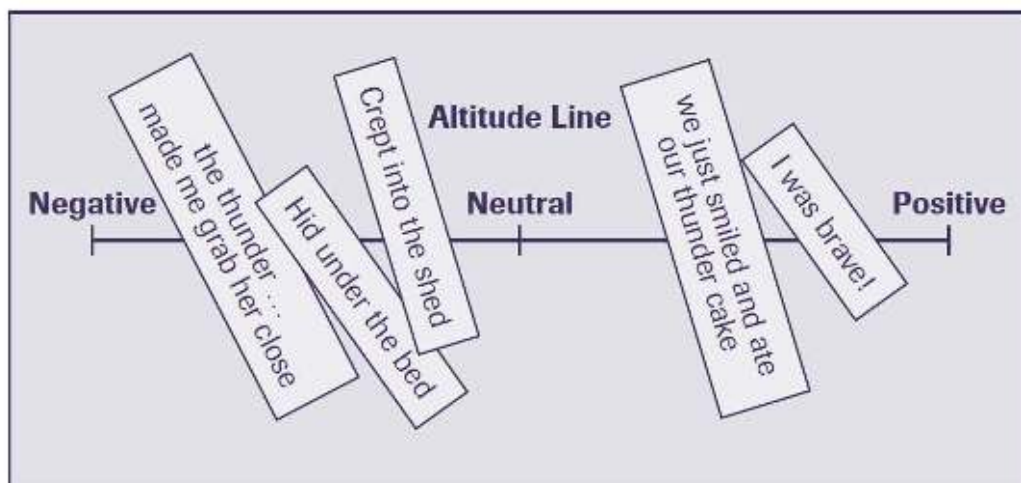 Altitude Line
Negative
Neutral
Positive
the thunder ...
made me grab her close
Hid under the bed
Crept into the shed
we just smiled and ate
our thunder cake
I was brave!